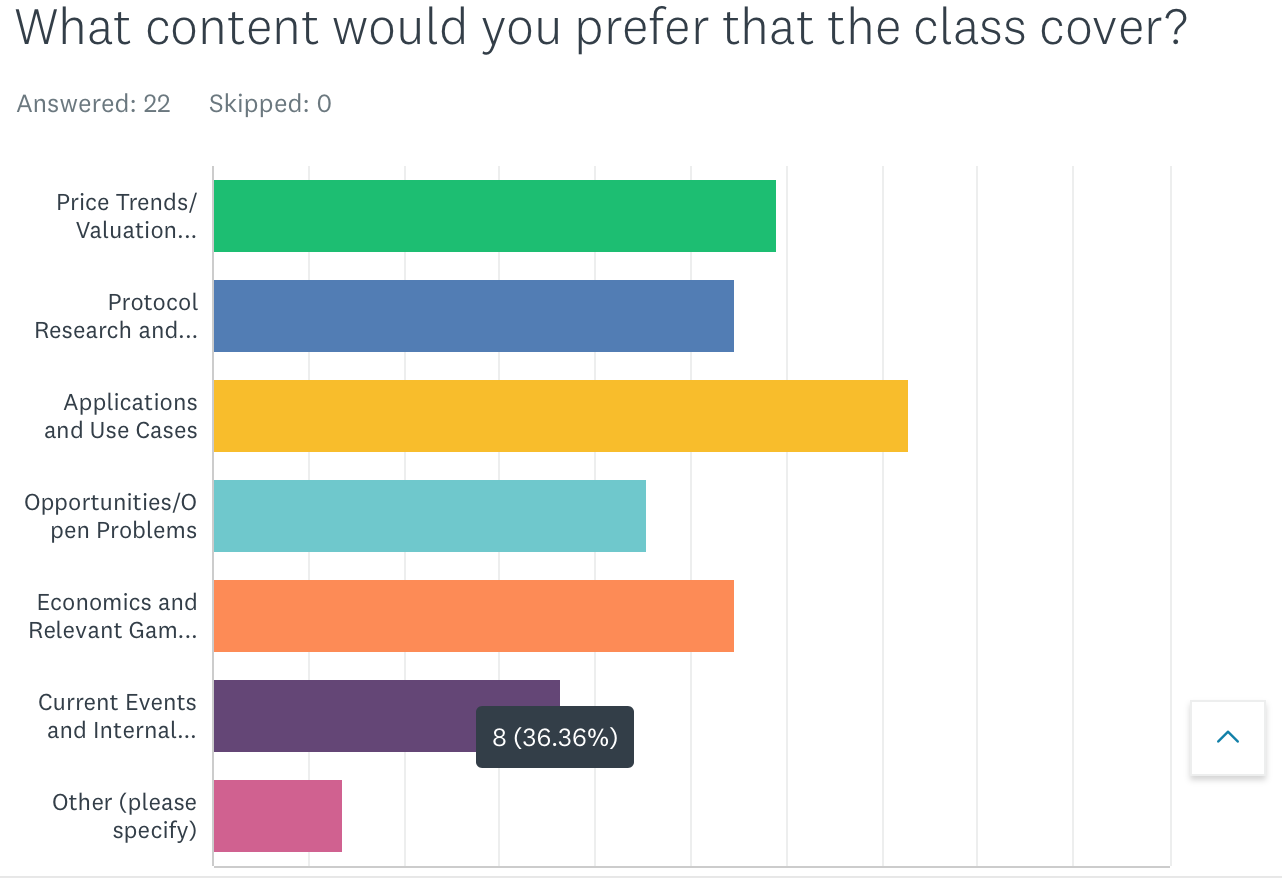 What content would you prefer that the class cover?
Answered: 22 Skipped: 0
Price Trends/
Valuation...
Protocol
Research and...
Applications
and Use Cases
Opportunities/O
pen Problems
Economics and
Relevant Gam...
Current Events
and Internal...
8 (36.36%)
Other (please
specify)